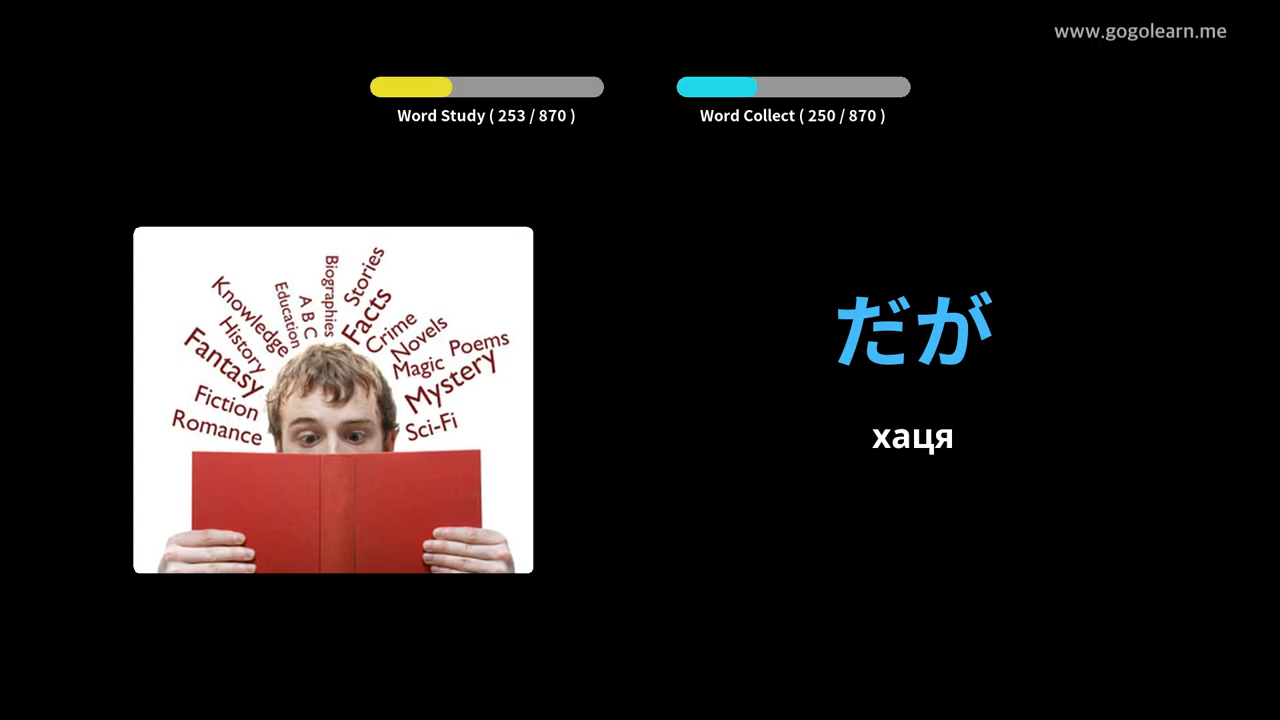 www.gogolearn.me
Word Study ( 253 / 870 )
Word Collect ( 250 / 870 )
Biographies
Stories
Education
A B C
Facts
Knowledge
Crime
History
Novels
Poems
Fantasy
Magic
Mystery
Fiction
Romance
Sci-Fi
だが
хаця